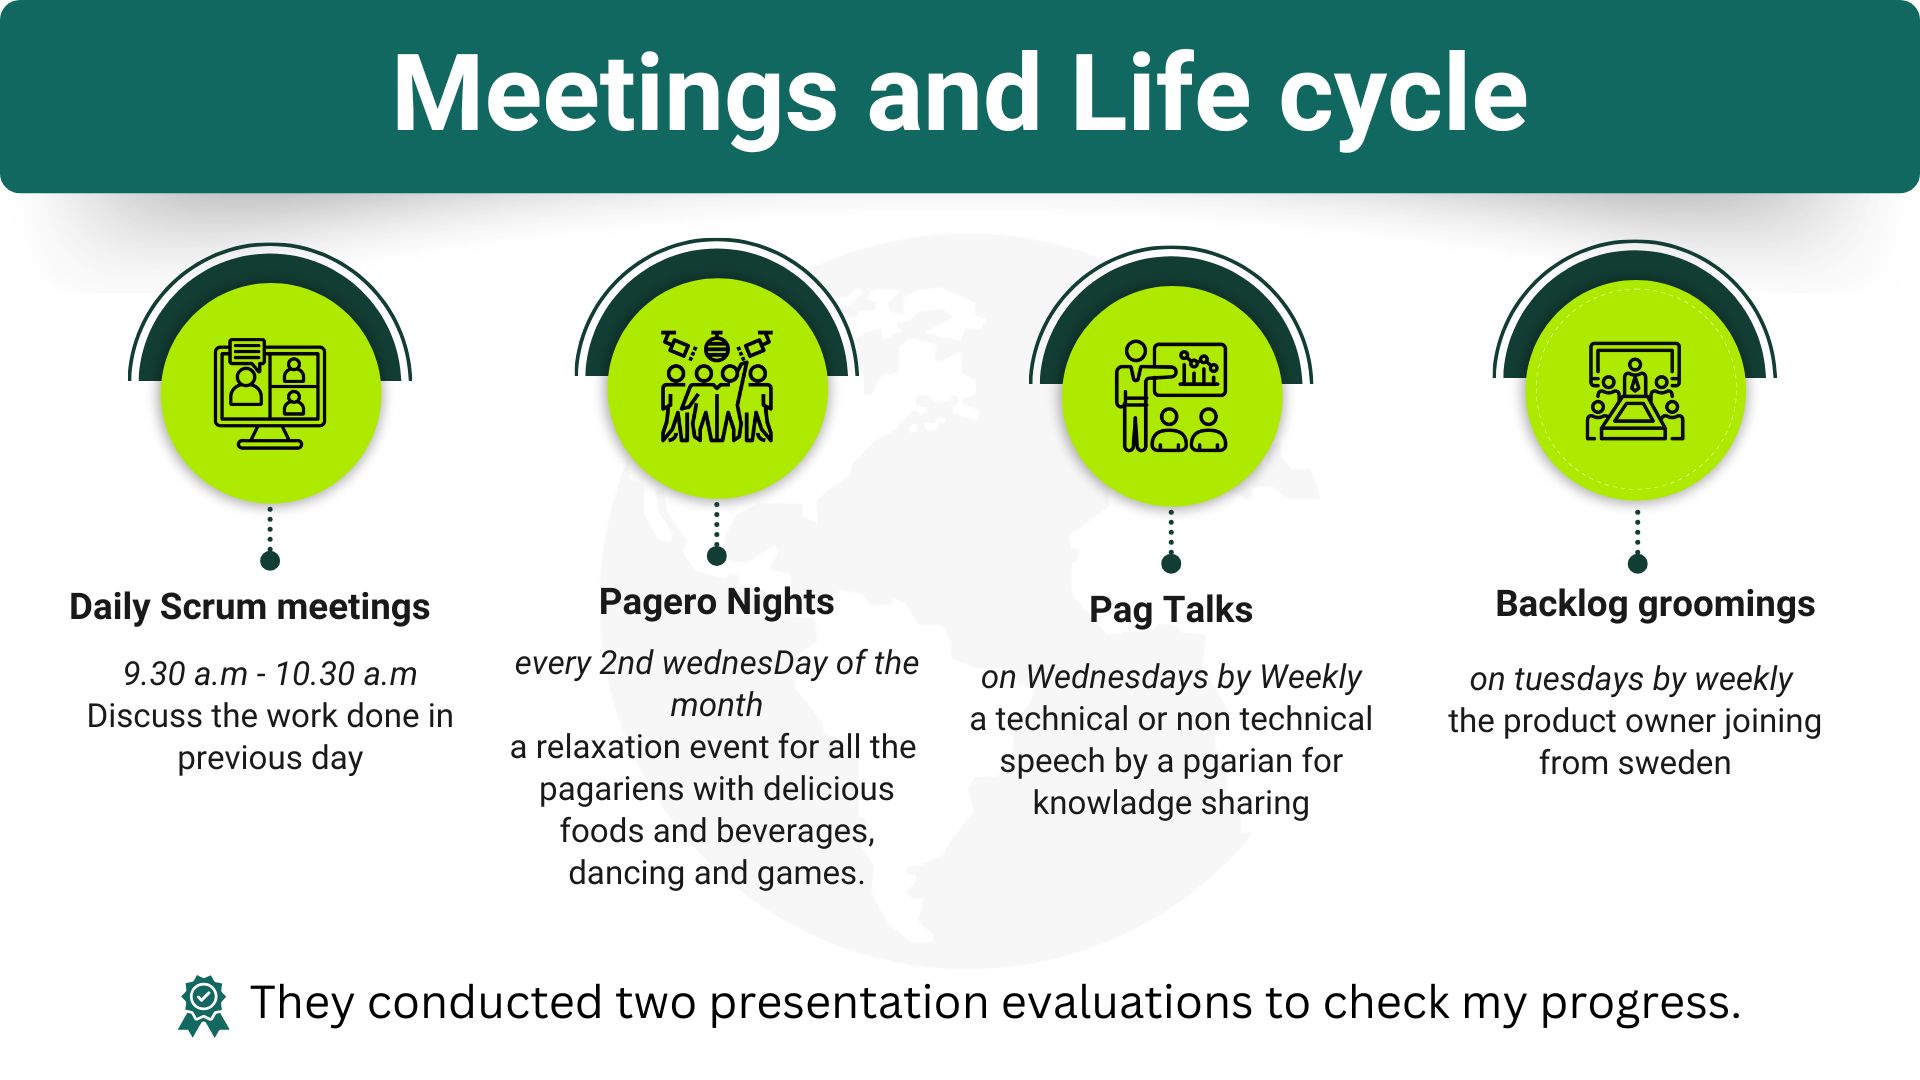 Meetings and Life cycle
Daily Scrum meetings
9.30 a.m - 10.30 a.m
Discuss the work done in
previous day
Pagero Nights
every 2nd wednesDay of the
month
a relaxation event for all the
pagariens with delicious
foods and beverages,
dancing and games.
Pag Talks
on Wednesdays by Weekly
a technical or non technical
speech by a pgarian for
knowladge sharing
Backlog groomings
on tuesdays by weekly
the product owner joining
from sweden
They conducted two presentation evaluations to check my progress.